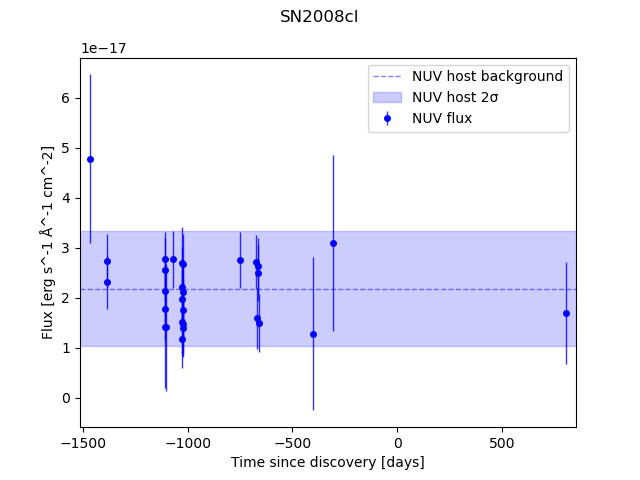 SN2008cl
1e−17
NUV host background
NUV host 2σ
NUV flux
6
5
4
3
2
1
0
Flux [erg s^-1 Å^-1 cm^-2]
−1500 −1000 −500 0 500
Time since discovery [days]